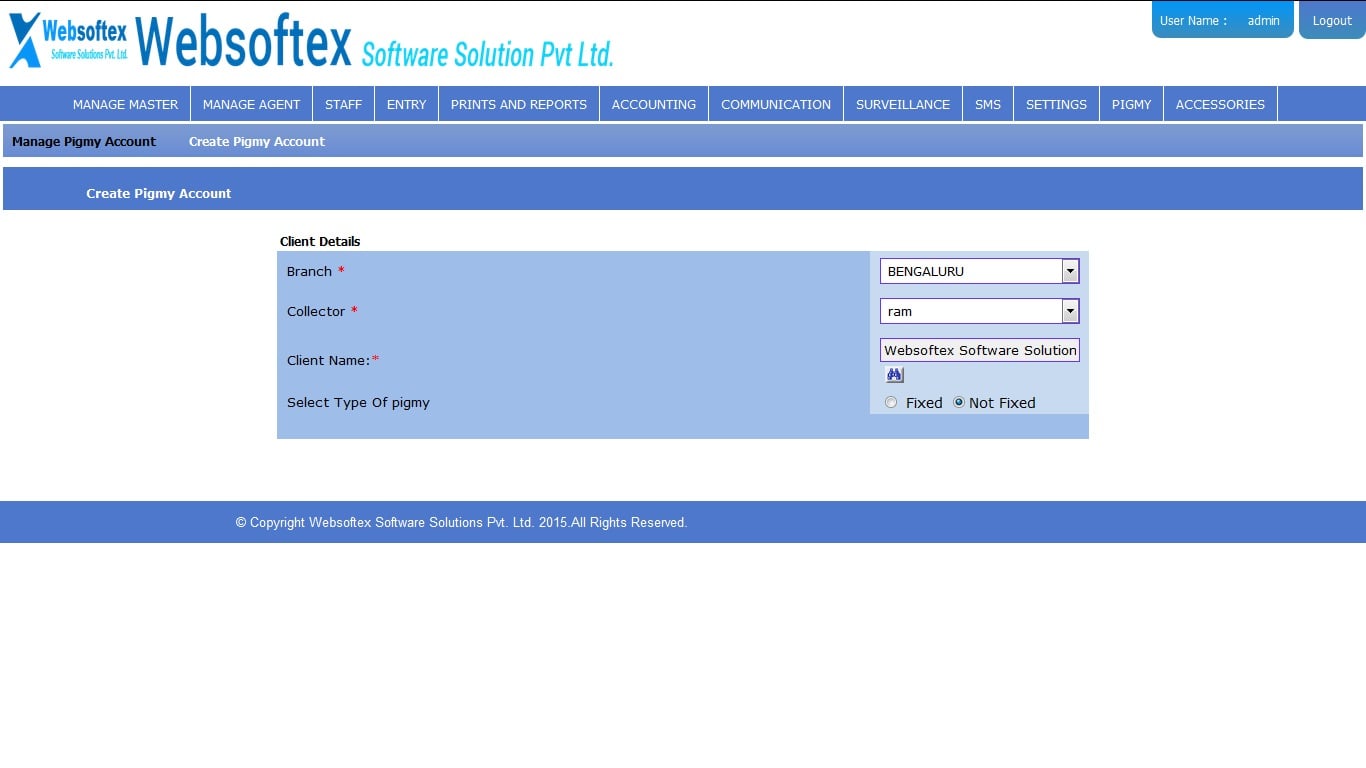 Websoftex
Software Solutions Pvt. Ltd.
Websoftex Software Solution Pvt Ltd.
User Name : admin
Logout
MANAGE MASTER MANAGE AGENT STAFF ENTRY PRINTS AND REPORTS ACCOUNTING COMMUNICATION SURVEILLANCE SMS SETTINGS PIGMY ACCESSORIES
Manage Pigmy Account Create Pigmy Account
Create Pigmy Account
Client Details
Branch * BENGALURU
Collector * ram
Client Name:* Websoftex Software Solution
Select Type Of pigmy Fixed Not Fixed
© Copyright Websoftex Software Solutions Pvt. Ltd. 2015.All Rights Reserved.